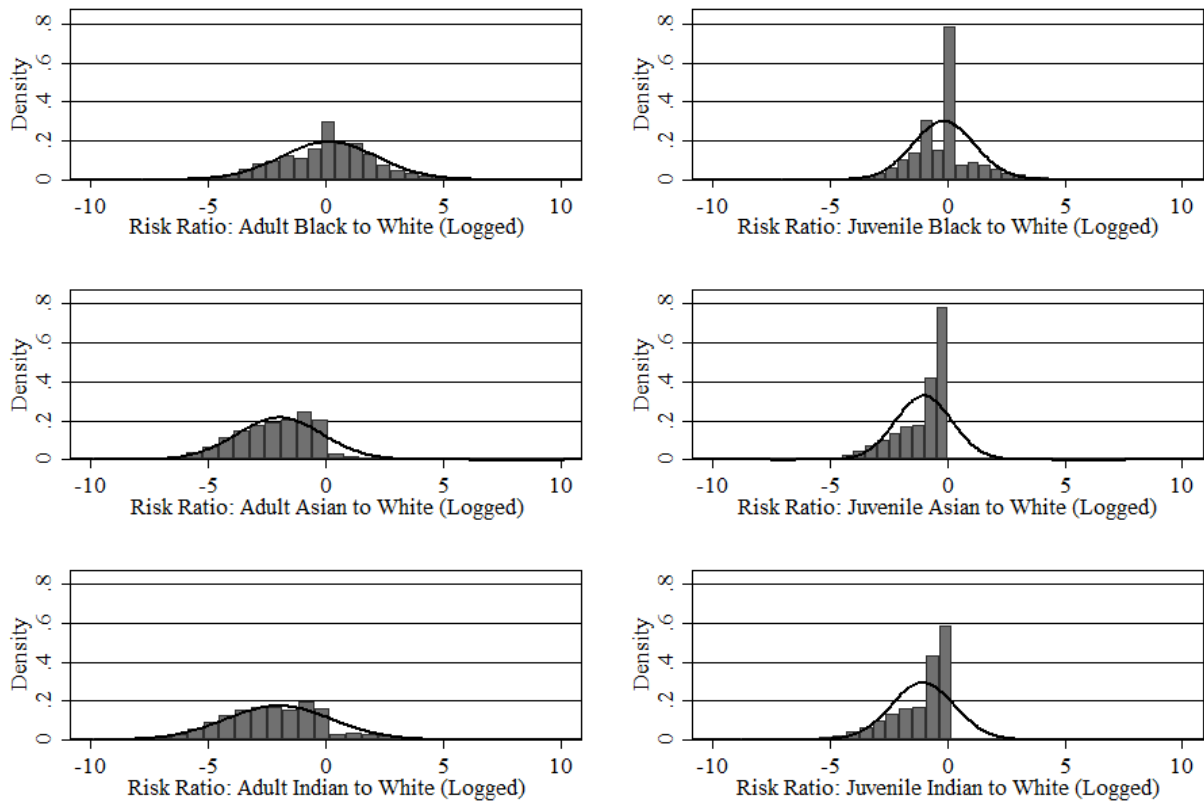 Density
0 .2 .4 .6 .8
-10 -5 0 5 10
Risk Ratio: Adult Black to White (Logged)
Density
0 .2 .4 .6 .8
-10 -5 0 5 10
Risk Ratio: Juvenile Black to White (Logged)
Density
0 .2 .4 .6 .8
-10 -5 0 5 10
Risk Ratio: Adult Asian to White (Logged)
Density
0 .2 .4 .6 .8
-10 -5 0 5 10
Risk Ratio: Juvenile Asian to White (Logged)
Density
0 .2 .4 .6 .8
-10 -5 0 5 10
Risk Ratio: Adult Indian to White (Logged)
Density
0 .2 .4 .6 .8
-10 -5 0 5 10
Risk Ratio: Juvenile Indian to White (Logged)